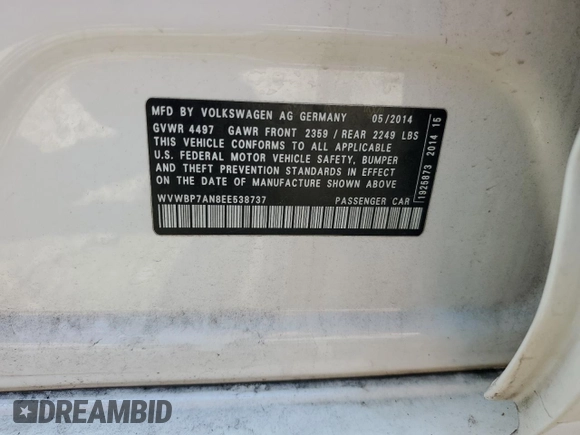 MFD BY VOLKSWAGEN AG GERMANY 05/2014
GVWR 4497 GAWR FRONT 2359 / REAR 2249 LBS
THIS VEHICLE CONFORMS TO ALL APPLICABLE
U.S. FEDERAL MOTOR VEHICLE SAFETY, BUMPER
AND THEFT PREVENTION STANDARDS IN EFFECT
ON THE DATE OF MANUFACTURE SHOWN ABOVE
WVWBP7AN8EE538737 PASSENGER CAR
1925873 2014 15
DREAMBID